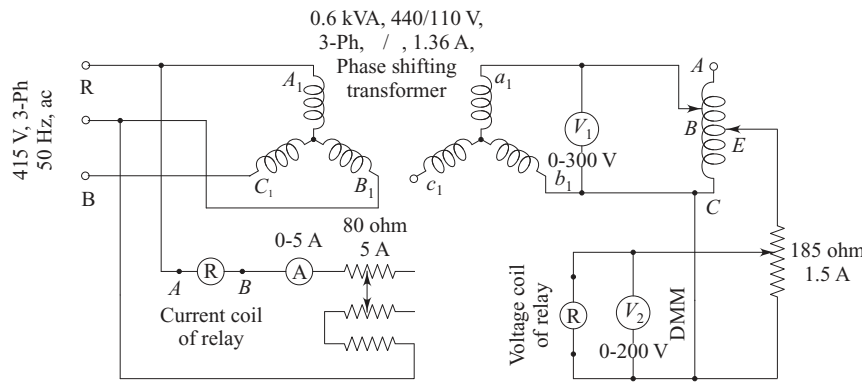 0.6 kVA, 440/110 V,
3-Ph, / , 1.36 A,
Phase shifting
transformer
415 V, 3-Ph
50 Hz, ac
R
B
A1
C1
B1
a1
c1
b1
V1
0-300 V
A
B
E
C
0-5 A
80 ohm
5 A
A
R
B
A
Current coil
of relay
Voltage coil
of relay
R
V2
0-200 V
DMM
185 ohm
1.5 A